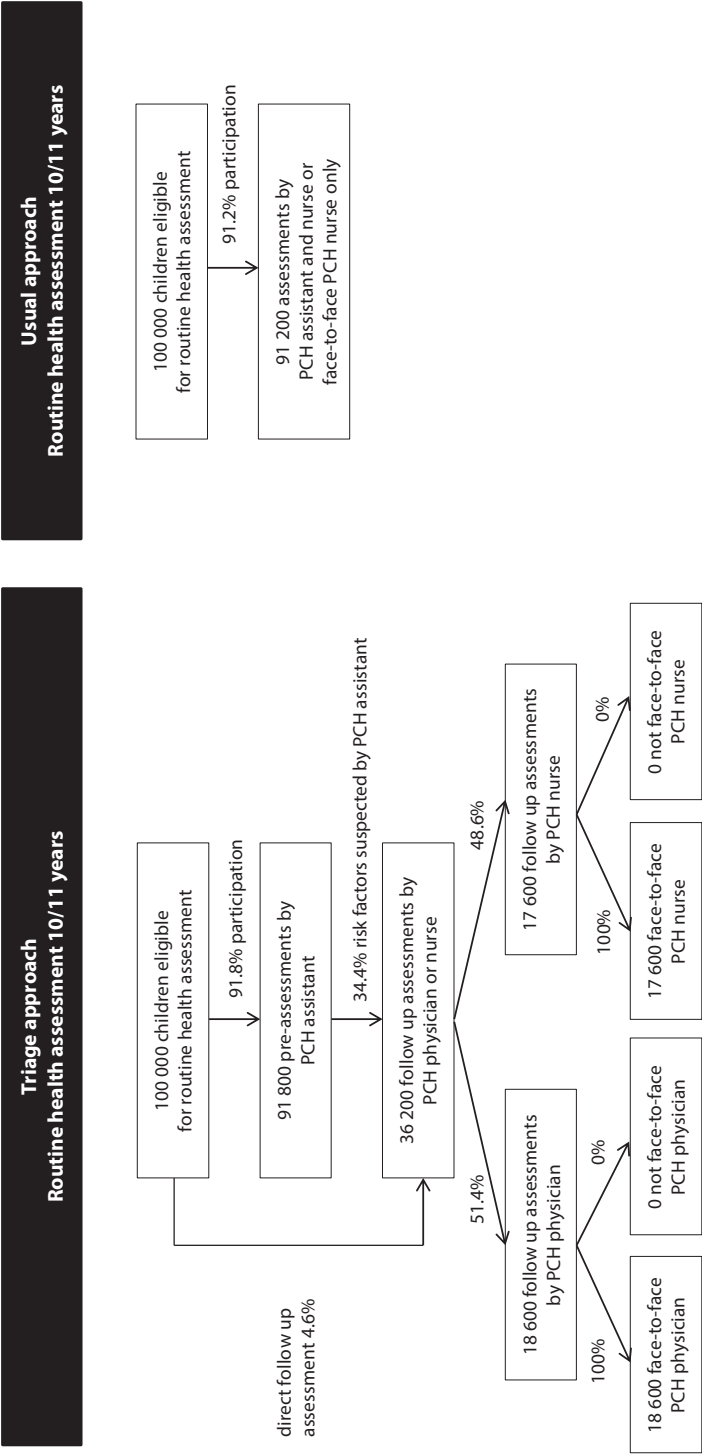 Triage approach
Routine health assessment 10/11 years
100 000 children eligible
for routine health assessment
91.8% participation
91 800 pre-assessments by
PCH assistant
34.4% risk factors suspected by PCH assistant
direct follow up
assessment 4.6%
36 200 follow up assessments by
PCH physician or nurse
51.4%
48.6%
18 600 follow up assessments
by PCH physician
17 600 follow up assessments
by PCH nurse
100%
0%
100%
0%
18 600 face-to-face
PCH physician
0 not face-to-face
PCH physician
17 600 face-to-face
PCH nurse
0 not face-to-face
PCH nurse
Usual approach
Routine health assessment 10/11 years
100 000 children eligible
for routine health assessment
91.2% participation
91 200 assessments by
PCH assistant and nurse or
face-to-face PCH nurse only